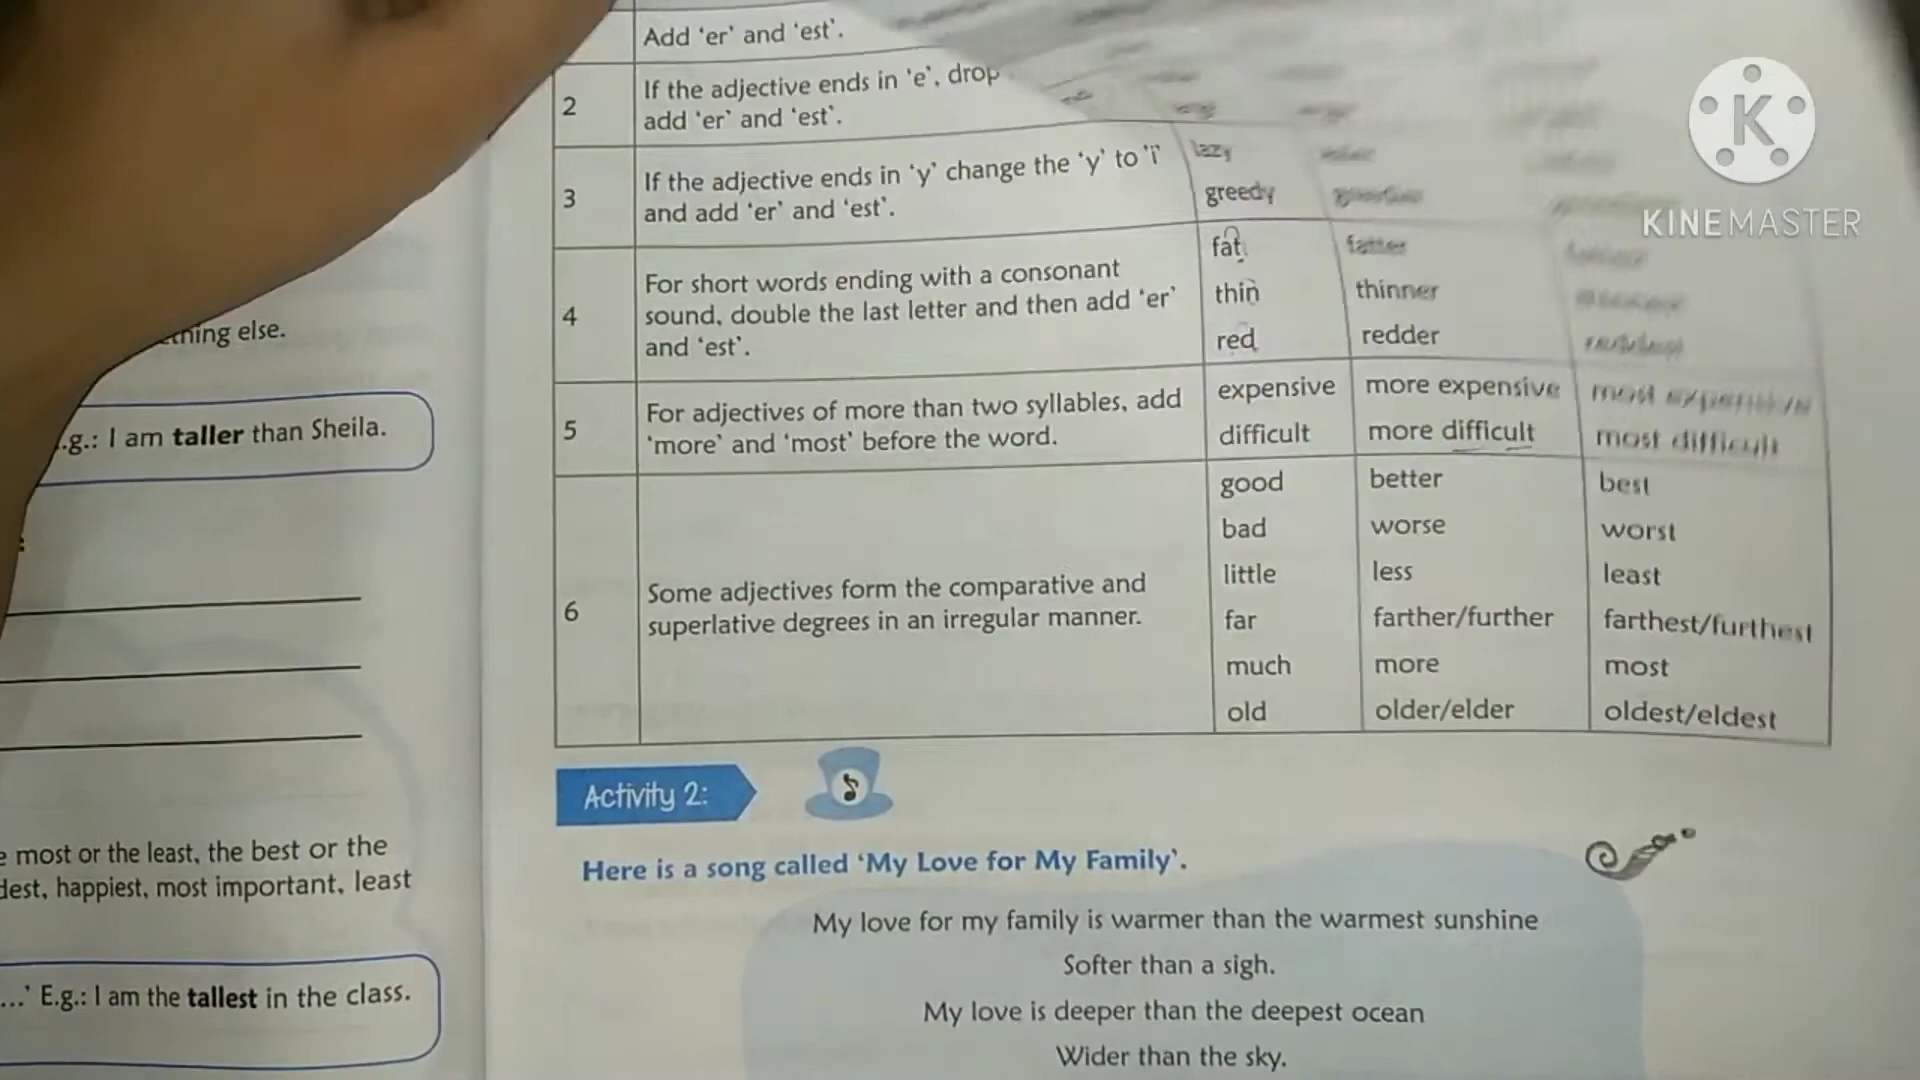 Add 'er' and 'est'.
2
If the adjective ends in 'e', drop
add 'er' and 'est'.
3
If the adjective ends in 'y' change the 'y' to 'i'
and add 'er' and 'est'.
lazy
greedy
4
For short words ending with a consonant
sound, double the last letter and then add 'er'
and 'est'.
fat fatter
thin thinner
red redder
5
For adjectives of more than two syllables, add
'more' and 'most' before the word.
expensive more expensive most expensive
difficult more difficult most difficult
6
Some adjectives form the comparative and
superlative degrees in an irregular manner.
good better best
bad worse worst
little less least
far farther/further farthest/furthest
much more most
old older/elder oldest/eldest
Activity 2:
Here is a song called 'My Love for My Family'.
My love for my family is warmer than the warmest sunshine
Softer than a sigh.
My love is deeper than the deepest ocean
Wider than the sky.
else.
I am taller than Sheila.
most or the least, the best or the
happiest, most important, least
...' E.g.: I am the tallest in the class.
KINEMASTER